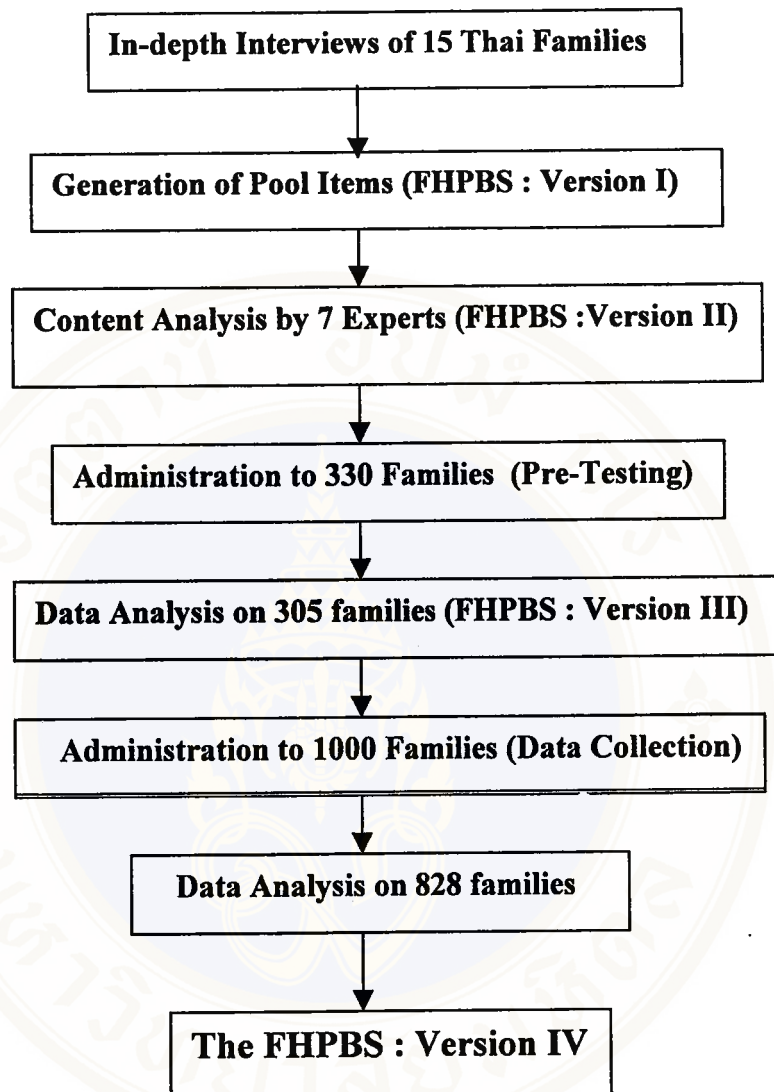 In-depth Interviews of 15 Thai Families
Generation of Pool Items (FHPBS : Version I)
Content Analysis by 7 Experts (FHPBS :Version II)
Administration to 330 Families (Pre-Testing)
Data Analysis on 305 families (FHPBS : Version III)
Administration to 1000 Families (Data Collection)
Data Analysis on 828 families
The FHPBS : Version IV